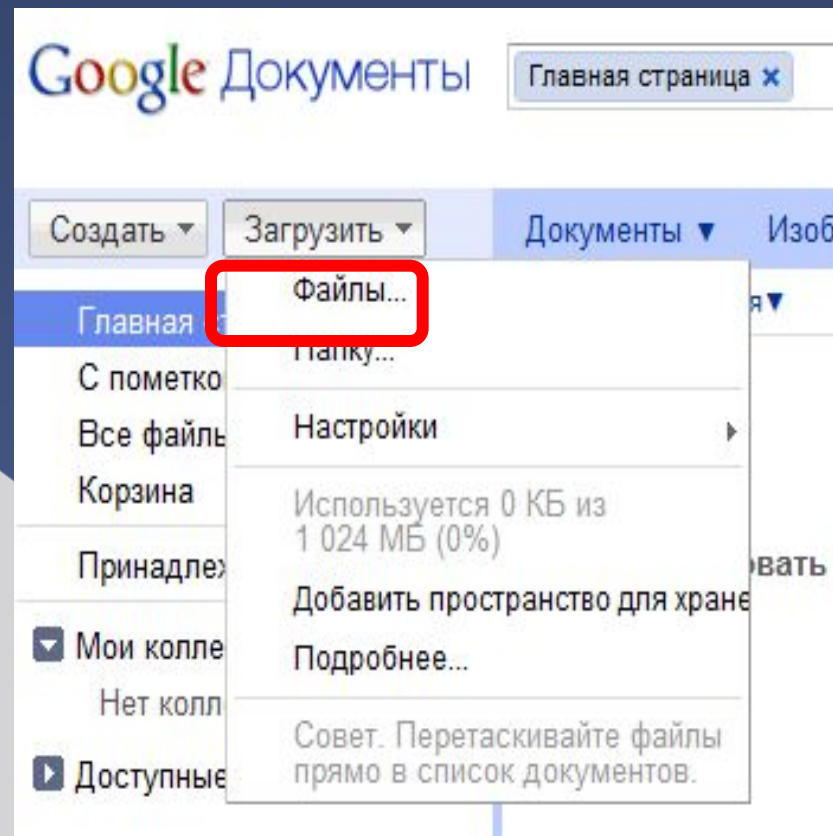 Google Документы
Главная страница ×
Создать
Загрузить
Документы
Файлы...
Главная
Папку...
Все файлы
Настройки
Корзина
Используется 0 КБ из
1 024 МБ (0%)
Добавить пространство для хране
Мои колле
Подробнее...
Нет колл
Совет. Перетаскивайте файлы
прямо в список документов.
Доступные